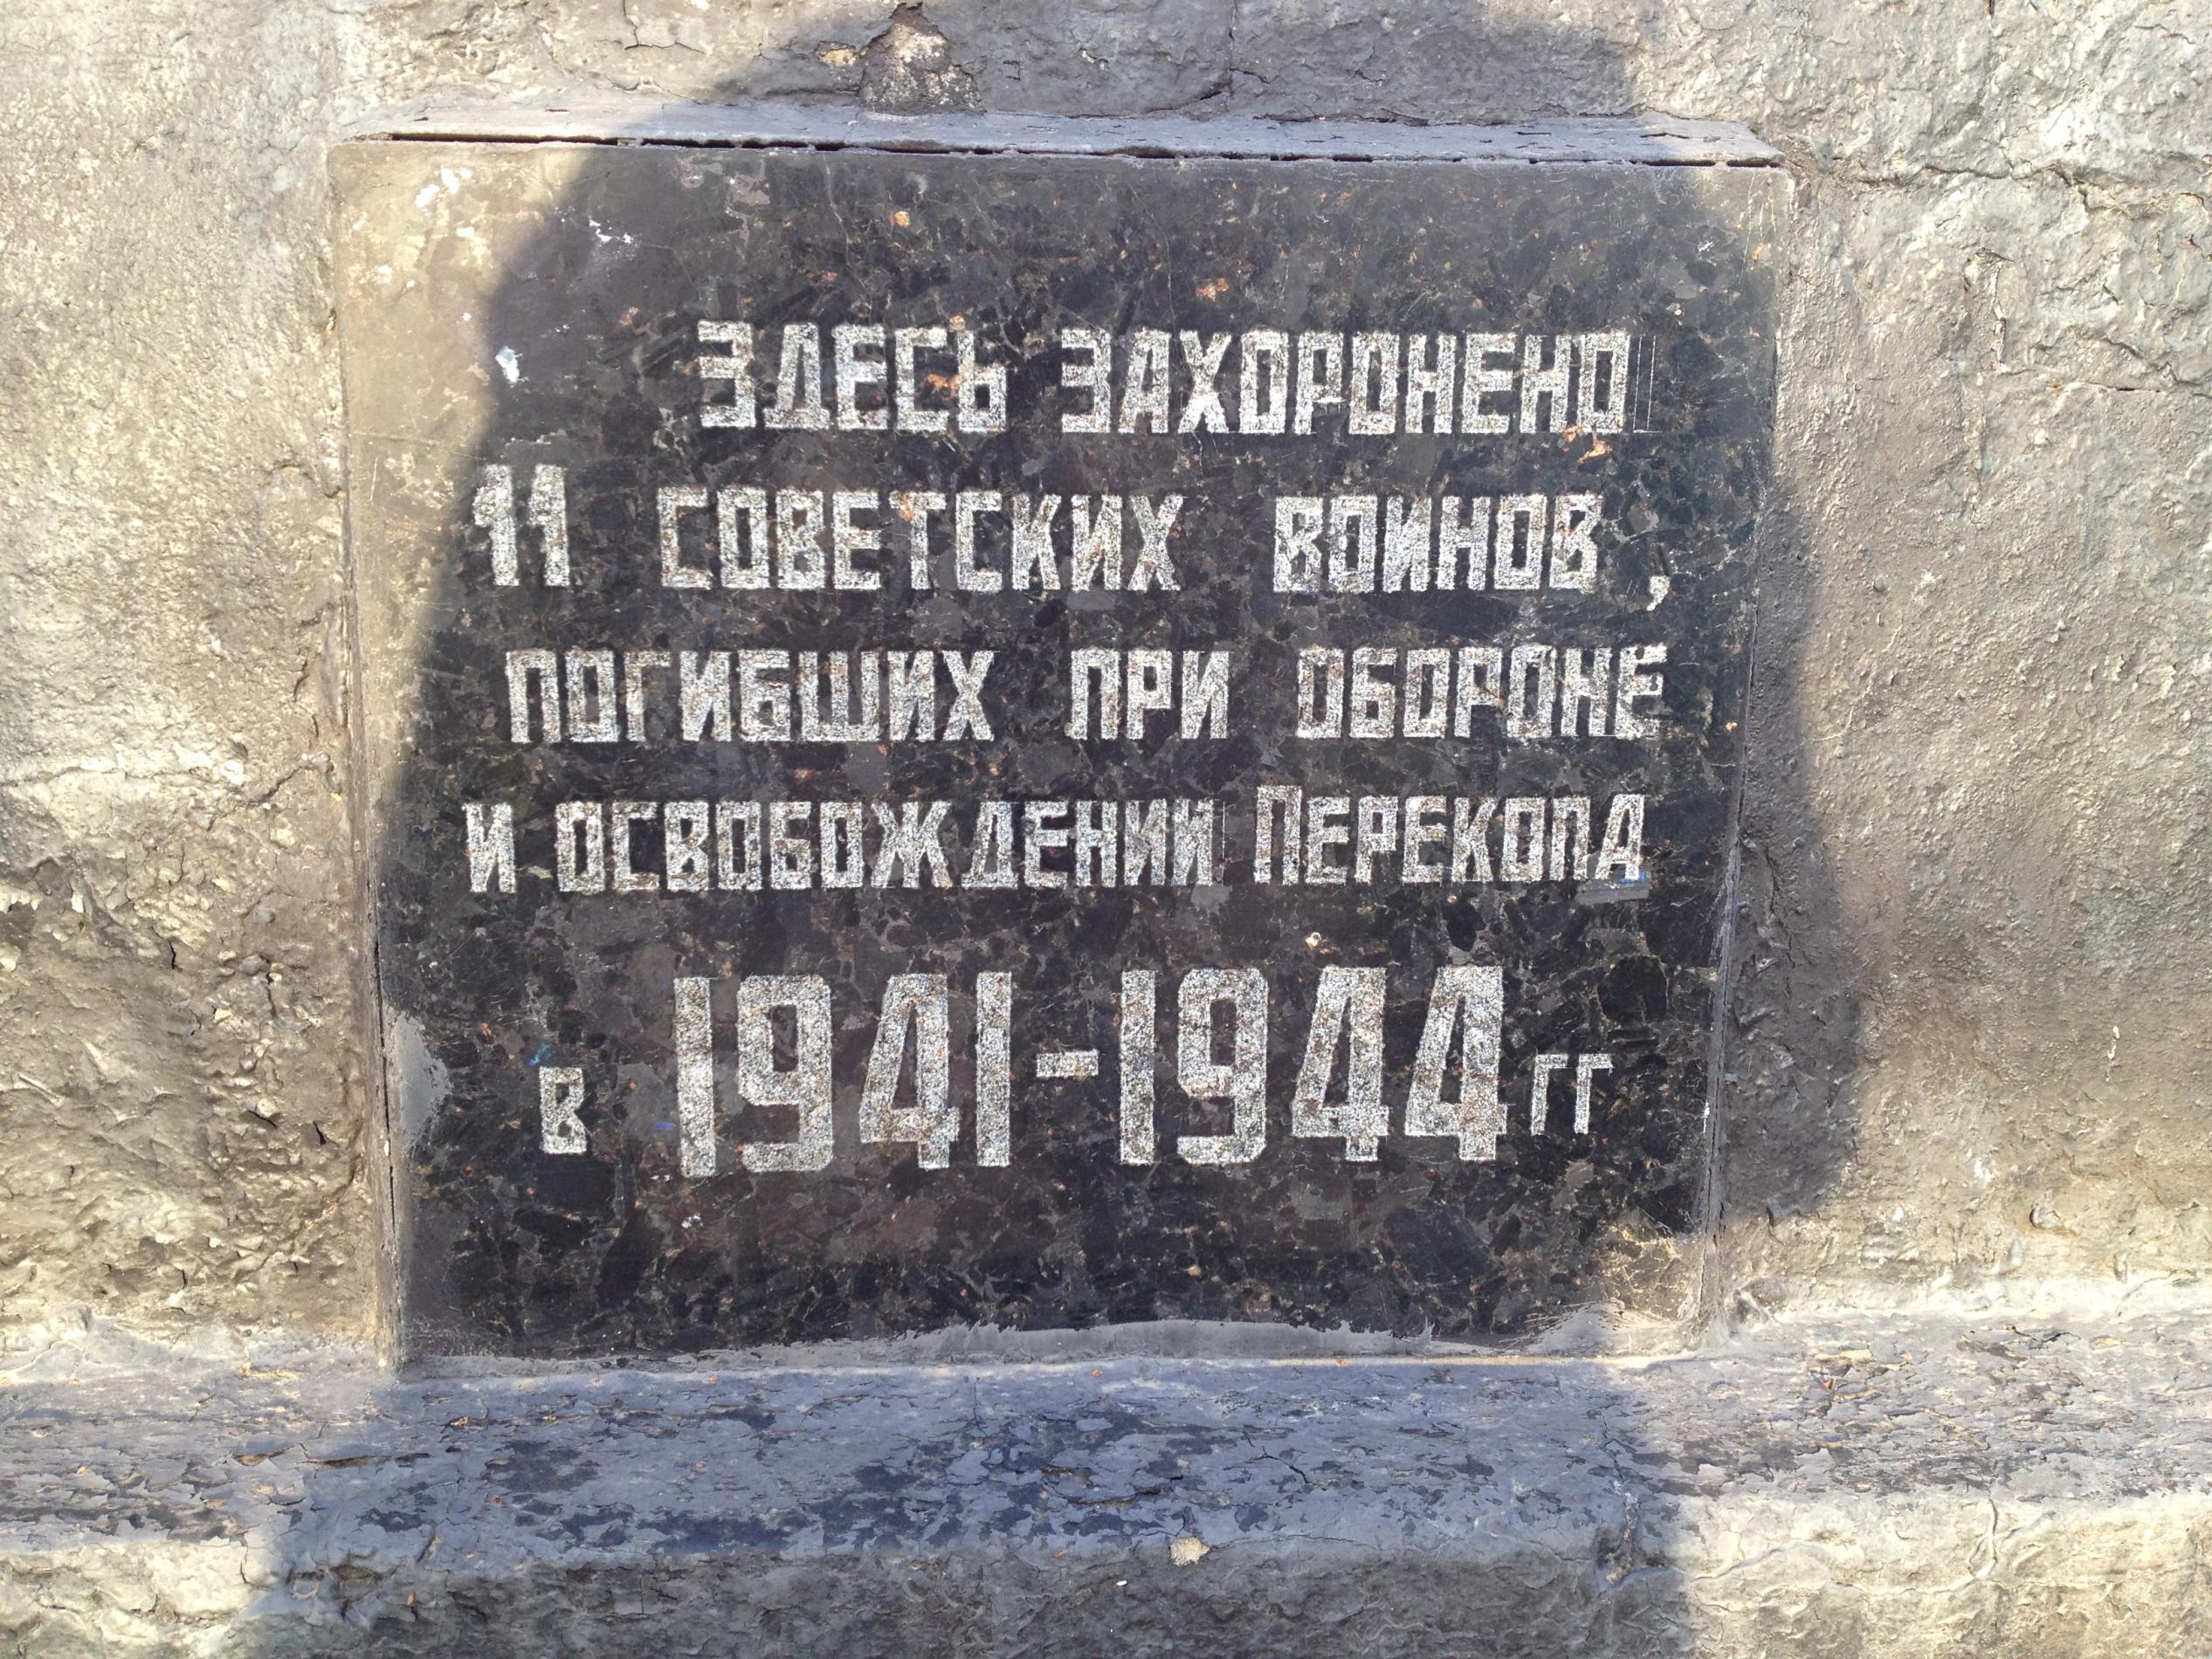 ЗДЕСЬ ЗАХОРОНЕНО
11 СОВЕТСКИХ ВОИНОВ,
ПОГИБШИХ ПРИ ОБОРОНЕ
И ОСВОБОЖДЕНИИ ПЕРЕКОПА
В 1941-1944 ГГ